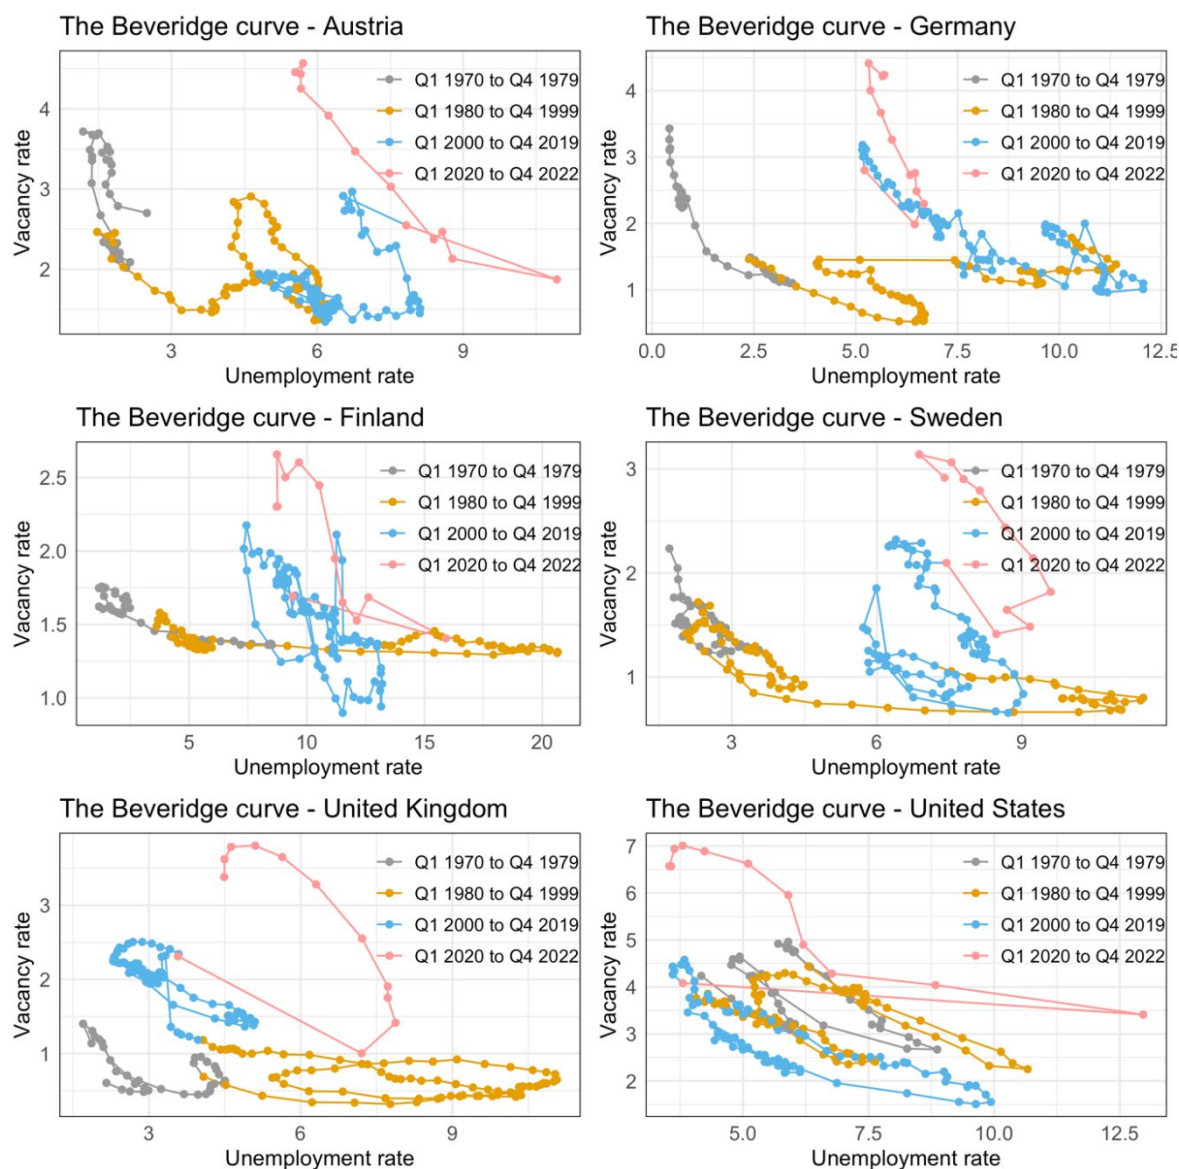 The Beveridge curve - Austria
Vacancy rate
4
3
2
3
6
9
Unemployment rate
Q1 1970 to Q4 1979
Q1 1980 to Q4 1999
Q1 2000 to Q4 2019
Q1 2020 to Q4 2022
The Beveridge curve - Germany
Vacancy rate
4
3
2
1
0.0
2.5
5.0
7.5
10.0
12.5
Unemployment rate
Q1 1970 to Q4 1979
Q1 1980 to Q4 1999
Q1 2000 to Q4 2019
Q1 2020 to Q4 2022
The Beveridge curve - Finland
Vacancy rate
2.5
2.0
1.5
1.0
5
10
15
20
Unemployment rate
Q1 1970 to Q4 1979
Q1 1980 to Q4 1999
Q1 2000 to Q4 2019
Q1 2020 to Q4 2022
The Beveridge curve - Sweden
Vacancy rate
3
2
1
3
6
9
Unemployment rate
Q1 1970 to Q4 1979
Q1 1980 to Q4 1999
Q1 2000 to Q4 2019
Q1 2020 to Q4 2022
The Beveridge curve - United Kingdom
Vacancy rate
3
2
1
3
6
9
Unemployment rate
Q1 1970 to Q4 1979
Q1 1980 to Q4 1999
Q1 2000 to Q4 2019
Q1 2020 to Q4 2022
The Beveridge curve - United States
Vacancy rate
7
6
5
4
3
2
5.0
7.5
10.0
12.5
Unemployment rate
Q1 1970 to Q4 1979
Q1 1980 to Q4 1999
Q1 2000 to Q4 2019
Q1 2020 to Q4 2022